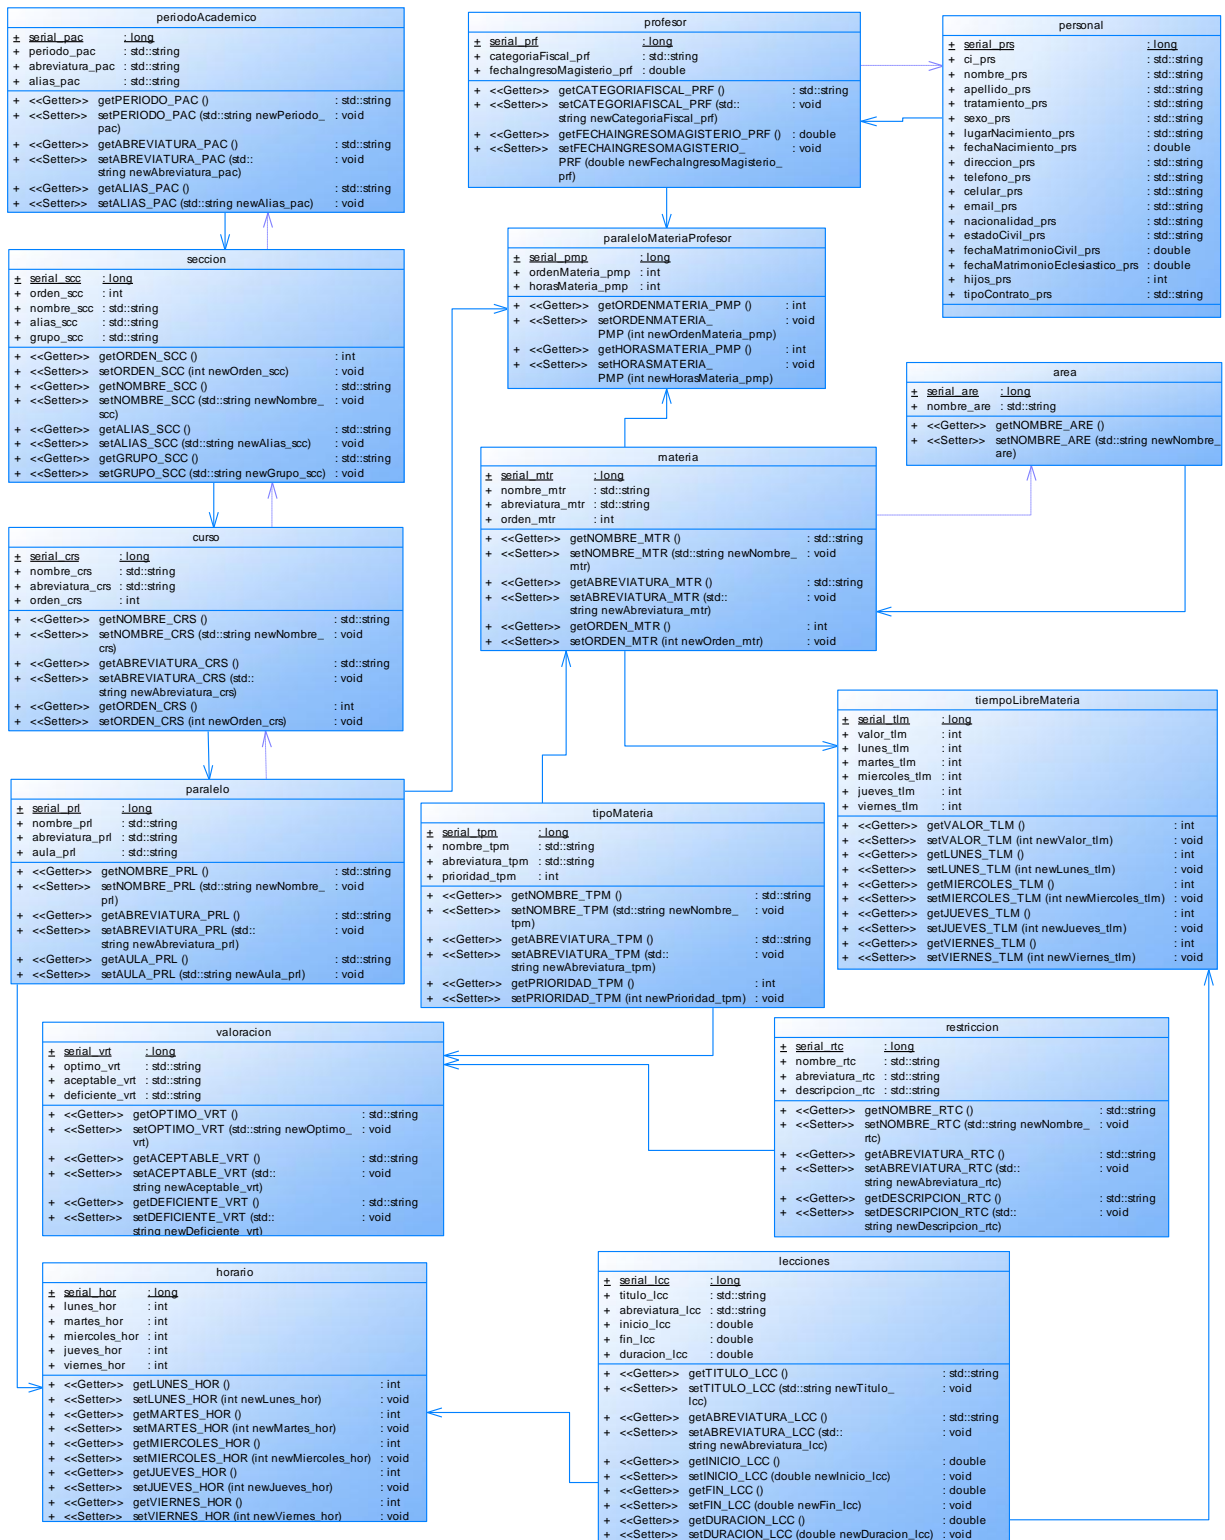 periodoAcademico
+ serial_pac : long
+ periodo_pac : std::string
+ abreviatura_pac : std::string
+ alias_pac : std::string
+ <<Getter>> getPERIODO_PAC () : std::string
+ <<Setter>> setPERIODO_PAC (std::string newPeriodo_ : void
pac)
+ <<Getter>> getABREVIATURA_PAC () : std::string
+ <<Setter>> setABREVIATURA_PAC (std:: : void
string newAbreviatura_pac)
+ <<Getter>> getALIAS_PAC () : std::string
+ <<Setter>> setALIAS_PAC (std::string newAlias_pac) : void
profesor
+ serial_prf : long
+ categoriaFiscal_prf : std::string
+ fechaIngresoMagisterio_prf : double
+ <<Getter>> getCATEGORIAFISCAL_PRF () : std::string
+ <<Setter>> setCATEGORIAFISCAL_PRF (std:: : void
string newCategoriaFiscal_prf)
+ <<Getter>> getFECHAINGRESOMAGISTERIO_PRF () : double
+ <<Setter>> setFECHAINGRESOMAGISTERIO_ : void
PRF (double newFechaIngresoMagisterio_
prf)
personal
+ serial_prs : long
+ ci_prs : std::string
+ nombre_prs : std::string
+ apellido_prs : std::string
+ tratamiento_prs : std::string
+ sexo_prs : std::string
+ lugarNacimiento_prs : std::string
+ fechaNacimiento_prs : double
+ direccion_prs : std::string
+ telefono_prs : std::string
+ celular_prs : std::string
+ email_prs : std::string
+ nacionalidad_prs : std::string
+ estadoCivil_prs : std::string
+ fechaMatrimonioCivil_prs : double
+ fechaMatrimonioEclesiastico_prs : double
+ hijos_prs : int
+ tipoContrato_prs : std::string
seccion
+ serial_scc : long
+ orden_scc : int
+ nombre_scc : std::string
+ alias_scc : std::string
+ grupo_scc : std::string
+ <<Getter>> getORDEN_SCC () : int
+ <<Setter>> setORDEN_SCC (int newOrden_scc) : void
+ <<Getter>> getNOMBRE_SCC () : std::string
+ <<Setter>> setNOMBRE_SCC (std::string newNombre_ : void
scc)
+ <<Getter>> getALIAS_SCC () : std::string
+ <<Setter>> setALIAS_SCC (std::string newAlias_scc) : void
+ <<Getter>> getGRUPO_SCC () : std::string
+ <<Setter>> setGRUPO_SCC (std::string newGrupo_scc) : void
paraleloMateriaProfesor
+ serial_pmp : long
+ ordenMateria_pmp : int
+ horasMateria_pmp : int
+ <<Getter>> getORDENMATERIA_PMP () : int
+ <<Setter>> setORDENMATERIA_ : void
PMP (int newOrdenMateria_pmp)
+ <<Getter>> getHORASMATERIA_PMP () : int
+ <<Setter>> setHORASMATERIA_ : void
PMP (int newHorasMateria_pmp)
area
+ serial_are : long
+ nombre_are : std::string
+ <<Getter>> getNOMBRE_ARE ()
+ <<Setter>> setNOMBRE_ARE (std::string newNombre_
are)
curso
+ serial_crs : long
+ nombre_crs : std::string
+ abreviatura_crs : std::string
+ orden_crs : int
+ <<Getter>> getNOMBRE_CRS () : std::string
+ <<Setter>> setNOMBRE_CRS (std::string newNombre_ : void
crs)
+ <<Getter>> getABREVIATURA_CRS () : std::string
+ <<Setter>> setABREVIATURA_CRS (std:: : void
string newAbreviatura_crs)
+ <<Getter>> getORDEN_CRS () : int
+ <<Setter>> setORDEN_CRS (int newOrden_crs) : void
materia
+ serial_mtr : long
+ nombre_mtr : std::string
+ abreviatura_mtr : std::string
+ orden_mtr : int
+ <<Getter>> getNOMBRE_MTR () : std::string
+ <<Setter>> setNOMBRE_MTR (std::string newNombre_ : void
mtr)
+ <<Getter>> getABREVIATURA_MTR () : std::string
+ <<Setter>> setABREVIATURA_MTR (std:: : void
string newAbreviatura_mtr)
+ <<Getter>> getORDEN_MTR () : int
+ <<Setter>> setORDEN_MTR (int newOrden_mtr) : void
tiempoLibreMateria
+ serial_tlm : long
+ valor_tlm : int
+ lunes_tlm : int
+ martes_tlm : int
+ miercoles_tlm : int
+ jueves_tlm : int
+ viernes_tlm : int
+ <<Getter>> getVALOR_TLM () : int
+ <<Setter>> setVALOR_TLM (int newValor_tlm) : void
+ <<Getter>> getLUNES_TLM () : int
+ <<Setter>> setLUNES_TLM (int newLunes_tlm) : void
+ <<Getter>> getMIERCOLES_TLM () : int
+ <<Setter>> setMIERCOLES_TLM (int newMiercoles_tlm) : void
+ <<Getter>> getJUEVES_TLM () : int
+ <<Setter>> setJUEVES_TLM (int newJueves_tlm) : void
+ <<Getter>> getVIERNES_TLM () : int
+ <<Setter>> setVIERNES_TLM (int newViernes_tlm) : void
paralelo
+ serial_prl : long
+ nombre_prl : std::string
+ abreviatura_prl : std::string
+ aula_prl : std::string
+ <<Getter>> getNOMBRE_PRL () : std::string
+ <<Setter>> setNOMBRE_PRL (std::string newNombre_ : void
prl)
+ <<Getter>> getABREVIATURA_PRL () : std::string
+ <<Setter>> setABREVIATURA_PRL (std:: : void
string newAbreviatura_prl)
+ <<Getter>> getAULA_PRL () : std::string
+ <<Setter>> setAULA_PRL (std::string newAula_prl) : void
tipoMateria
+ serial_tpm : long
+ nombre_tpm : std::string
+ abreviatura_tpm : std::string
+ prioridad_tpm : int
+ <<Getter>> getNOMBRE_TPM () : std::string
+ <<Setter>> setNOMBRE_TPM (std::string newNombre_ : void
tpm)
+ <<Getter>> getABREVIATURA_TPM () : std::string
+ <<Setter>> setABREVIATURA_TPM (std:: : void
string newAbreviatura_tpm)
+ <<Getter>> getPRIORIDAD_TPM () : int
+ <<Setter>> setPRIORIDAD_TPM (int newPrioridad_tpm) : void
valoracion
+ serial_vrt : long
+ optimo_vrt : std::string
+ aceptable_vrt : std::string
+ deficiente_vrt : std::string
+ <<Getter>> getOPTIMO_VRT () : std::string
+ <<Setter>> setOPTIMO_VRT (std::string newOptimo_ : void
vrt)
+ <<Getter>> getACEPTABLE_VRT () : std::string
+ <<Setter>> setACEPTABLE_VRT (std:: : void
string newAceptable_vrt)
+ <<Getter>> getDEFICIENTE_VRT () : std::string
+ <<Setter>> setDEFICIENTE_VRT (std:: : void
string newDeficiente_vrt)
restriccion
+ serial_rtc : long
+ nombre_rtc : std::string
+ abreviatura_rtc : std::string
+ descripcion_rtc : std::string
+ <<Getter>> getNOMBRE_RTC () : std::string
+ <<Setter>> setNOMBRE_RTC (std::string newNombre_ : void
rtc)
+ <<Getter>> getABREVIATURA_RTC () : std::string
+ <<Setter>> setABREVIATURA_RTC (std:: : void
string newAbreviatura_rtc)
+ <<Getter>> getDESCRIPCION_RTC () : std::string
+ <<Setter>> setDESCRIPCION_RTC (std:: : void
string newDescripcion_rtc)
horario
+ serial_hor : long
+ lunes_hor : int
+ martes_hor : int
+ miercoles_hor : int
+ jueves_hor : int
+ viernes_hor : int
+ <<Getter>> getLUNES_HOR () : int
+ <<Setter>> setLUNES_HOR (int newLunes_hor) : void
+ <<Getter>> getMARTES_HOR () : int
+ <<Setter>> setMARTES_HOR (int newMartes_hor) : void
+ <<Getter>> getMIERCOLES_HOR () : int
+ <<Setter>> setMIERCOLES_HOR (int newMiercoles_hor) : void
+ <<Getter>> getJUEVES_HOR () : int
+ <<Setter>> setJUEVES_HOR (int newJueves_hor) : void
+ <<Getter>> getVIERNES_HOR () : int
+ <<Setter>> setVIERNES_HOR (int newViernes_hor) : void
lecciones
+ serial_lcc : long
+ titulo_lcc : std::string
+ abreviatura_lcc : std::string
+ inicio_lcc : double
+ fin_lcc : double
+ duracion_lcc : double
+ <<Getter>> getTITULO_LCC () : std::string
+ <<Setter>> setTITULO_LCC (std::string newTitulo_ : void
lcc)
+ <<Getter>> getABREVIATURA_LCC () : std::string
+ <<Setter>> setABREVIATURA_LCC (std:: : void
string newAbreviatura_lcc)
+ <<Getter>> getINICIO_LCC () : double
+ <<Setter>> setINICIO_LCC (double newInicio_lcc) : void
+ <<Getter>> getFIN_LCC () : double
+ <<Setter>> setFIN_LCC (double newFin_lcc) : void
+ <<Getter>> getDURACION_LCC () : double
+ <<Setter>> setDURACION_LCC (double newDuracion_lcc) : void